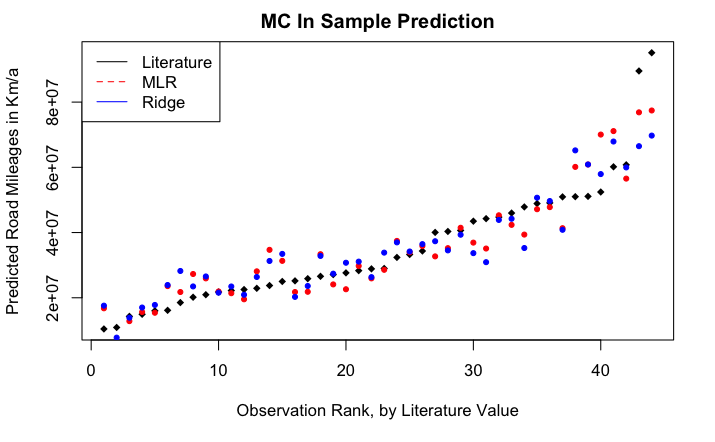 MC In Sample Prediction
Literature
MLR
Ridge
Predicted Road Mileages in Km/a
8e+07
6e+07
4e+07
2e+07
0 10 20 30 40
Observation Rank, by Literature Value